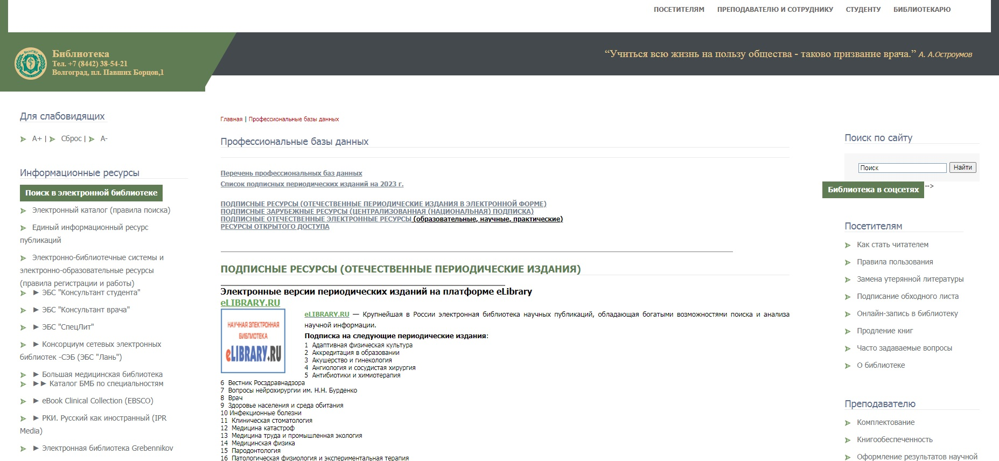 ПОСЕТИТЕЛЯМ ПРЕПОДАВАТЕЛЮ И СОТРУДНИКУ СТУДЕНТУ БИБЛИОТЕКАРЮ
Библиотека
Тел. +7 (8442) 38-54-21
Волгоград, пл. Павших Борцов,1
“Учиться всю жизнь на пользу общества - таково призвание врача.” А. А.Остроумов
Для слабовидящих
А+ | Сброс | А-
Информационные ресурсы
Поиск в электронной библиотеке
Электронный каталог (правила поиска)
Единый информационный ресурс
публикаций
Электронно-библиотечные системы и
электронно-образовательные ресурсы
(правила регистрации и работы)
► ЭБС "Консультант студента"
► ЭБС "Консультант врача"
► ЭБС "СпецЛит"
► Консорциум сетевых электронных
библиотек -СЭБ (ЭБС "Лань")
► Большая медицинская библиотека
►► Каталог БМБ по специальностям
► eBook Clinical Collection (EBSCO)
► РКИ. Русский как иностранный (IPR
Media)
► Электронная библиотека Grebennikov
Главная | Профессиональные базы данных
Профессиональные базы данных
Перечень профессиональных баз данных
Список подписных периодических изданий на 2023 г.
ПОДПИСНЫЕ РЕСУРСЫ (ОТЕЧЕСТВЕННЫЕ ПЕРИОДИЧЕСКИЕ ИЗДАНИЯ В ЭЛЕКТРОННОЙ ФОРМЕ)
ПОДПИСНЫЕ ЗАРУБЕЖНЫЕ РЕСУРСЫ (ЦЕНТРАЛИЗОВАННАЯ (НАЦИОНАЛЬНАЯ) ПОДПИСКА)
ПОДПИСНЫЕ ОТЕЧЕСТВЕННЫЕ ЭЛЕКТРОННЫЕ РЕСУРСЫ (образовательные, научные, практические)
РЕСУРСЫ ОТКРЫТОГО ДОСТУПА
ПОДПИСНЫЕ РЕСУРСЫ (ОТЕЧЕСТВЕННЫЕ ПЕРИОДИЧЕСКИЕ ИЗДАНИЯ)
Электронные версии периодических изданий на платформе eLibrary
eLIBRARY.RU
НАУЧНАЯ ЭЛЕКТРОННАЯ
БИБЛИОТЕКА
eLIBRARY.RU
eLIBRARY.RU — Крупнейшая в России электронная библиотека научных публикаций, обладающая богатыми возможностями поиска и анализа
научной информации.
Подписка на следующие периодические издания:
1 Адаптивная физическая культура
2 Аккредитация в образовании
3 Акушерство и гинекология
4 Ангиология и сосудистая хирургия
5 Антибиотики и химиотерапия
6 Вестник Росздравнадзора
7 Вопросы нейрохирургии им. Н.Н. Бурденко
8 Врач
9 Здоровье населения и среда обитания
10 Инфекционные болезни
11 Клиническая стоматология
12 Медицина катастроф
13 Медицина труда и промышленная экология
14 Медицинская физика
15 Пародонтология
16 Патологическая физиология и экспериментальная терапия
Поиск по сайту
Поиск Найти
Библиотека в соцсетях -->
Посетителям
Как стать читателем
Правила пользования
Замена утерянной литературы
Подписание обходного листа
Онлайн-запись в библиотеку
Продление книг
Часто задаваемые вопросы
О библиотеке
Преподавателю
Комплектование
Книгообеспеченность
Оформление результатов научной